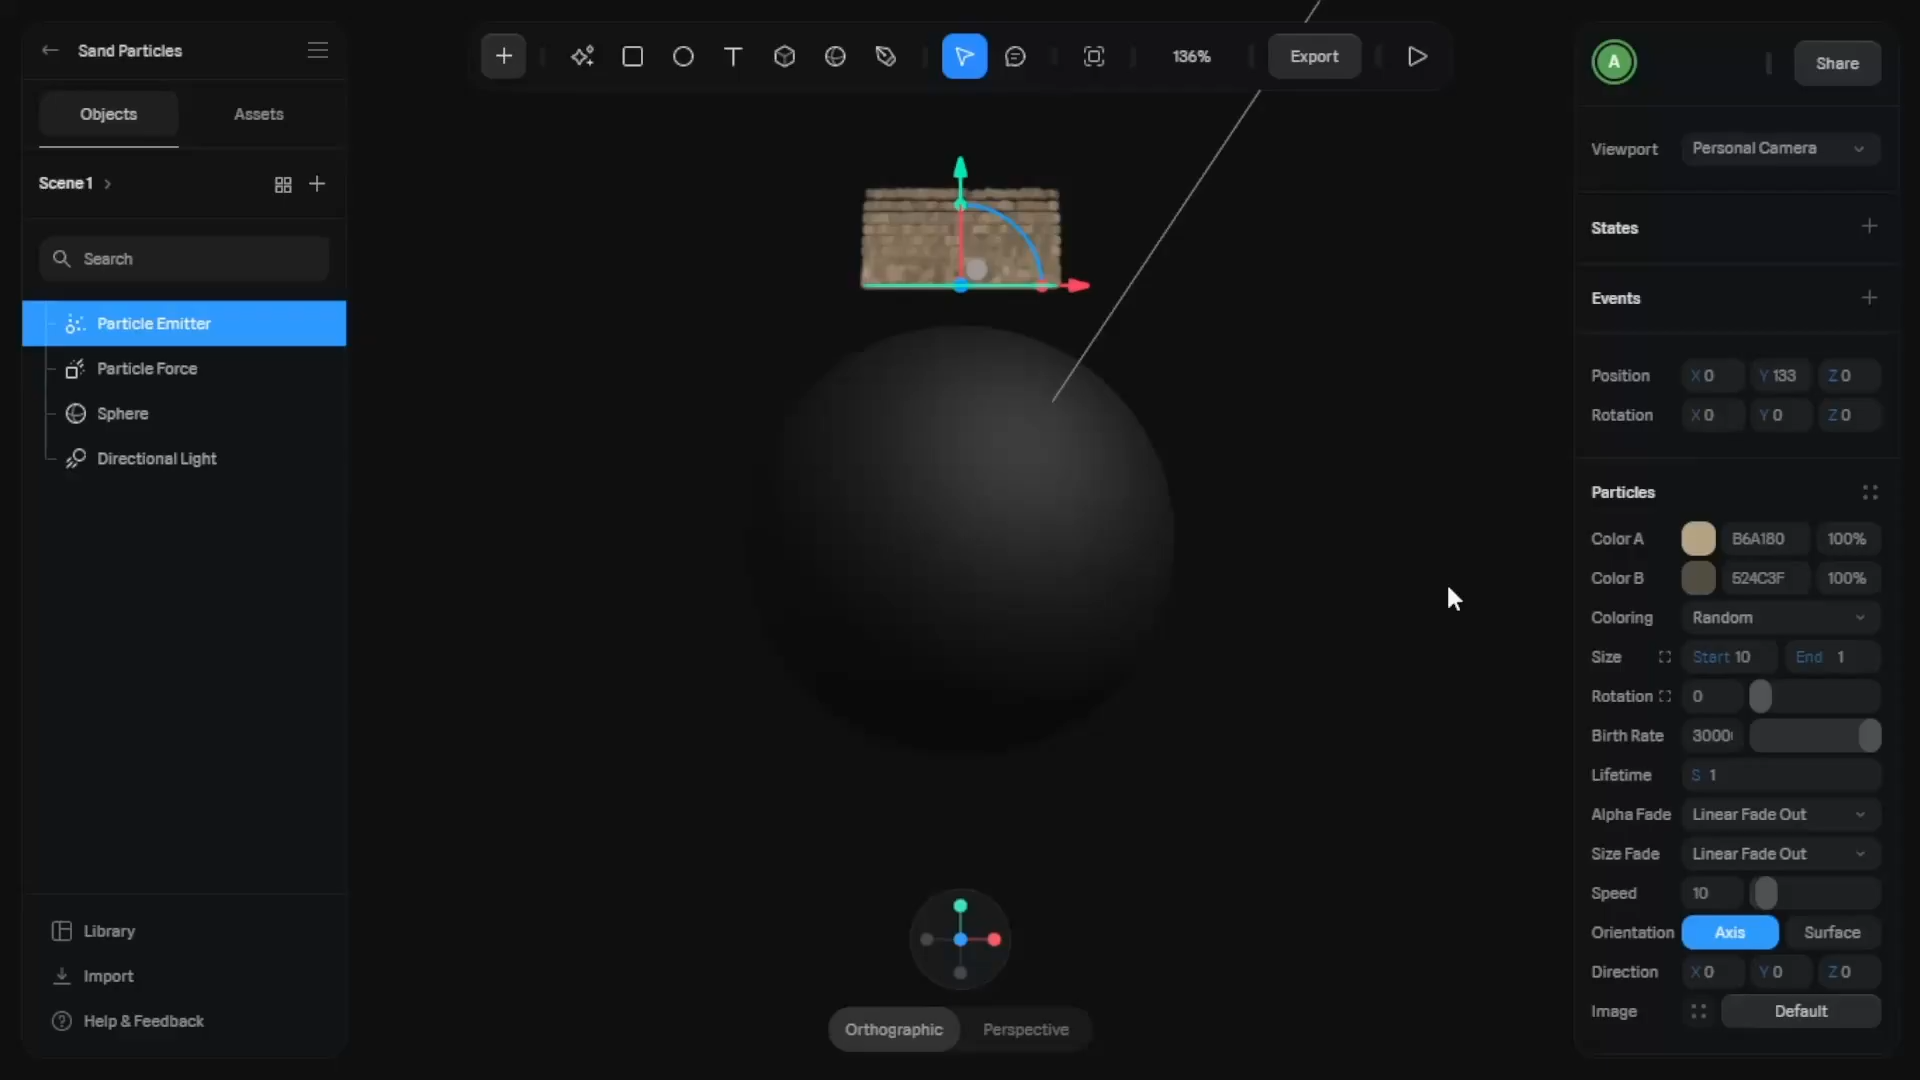 Sand Particles
Objects
Assets
Scene 1
Search
Particle Emitter
Particle Force
Sphere
Directional Light
Library
Import
Help & Feedback
136%
Export
Orthographic
Perspective
A
Share
Viewport
Personal Camera
States
Events
Position X 0 Y 133 Z 0
Rotation X 0 Y 0 Z 0
Particles
Color A B6A180 100%
Color B 524C3F 100%
Coloring Random
Size Start 10 End 1
Rotation 0
Birth Rate 3000
Lifetime S 1
Alpha Fade Linear Fade Out
Size Fade Linear Fade Out
Speed 10
Orientation Axis Surface
Direction X 0 Y 0 Z 0
Image Default